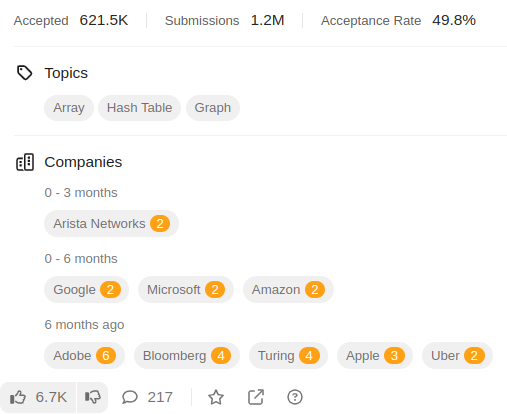 Accepted 621.5K Submissions 1.2M Acceptance Rate 49.8%
Topics
Array Hash Table Graph
Companies
0 - 3 months
Arista Networks 2
0 - 6 months
Google 2 Microsoft 2 Amazon 2
6 months ago
Adobe 6 Bloomberg 4 Turing 4 Apple 3 Uber 2
6.7K 217